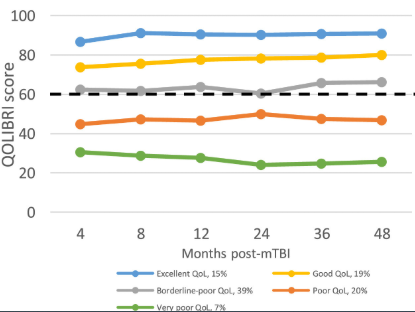 100
80
60
40
20
0
QOLIBRI score
4 8 12 24 36 48
Months post-mTBI
Excellent QoL, 15% Good QoL, 19%
Borderline-poor QoL, 39% Poor QoL, 20%
Very poor QoL, 7%